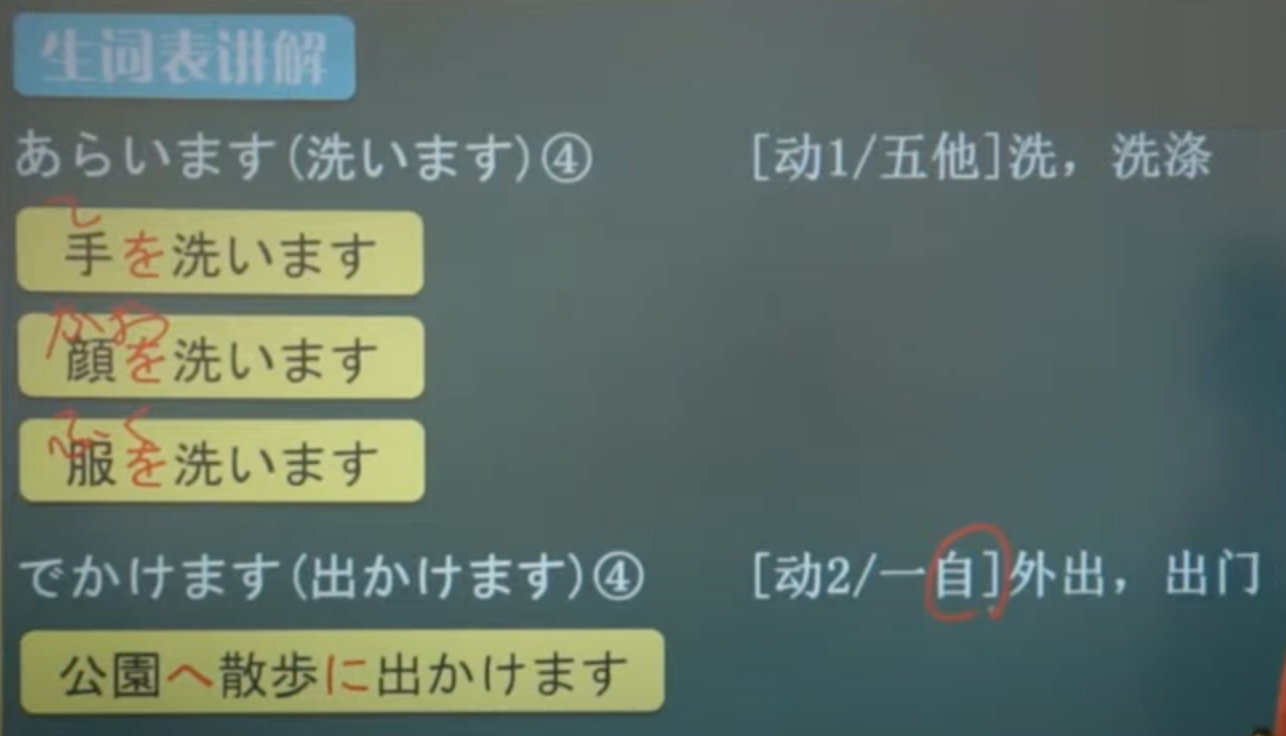 生词表讲解
あらいます(洗います)④ [动1/五他]洗，洗涤
て
手を洗います
かお
顔を洗います
ふく
服を洗います
でかけます(出かけます)④ [动2/一自]外出，出门
公園へ散歩に出かけます